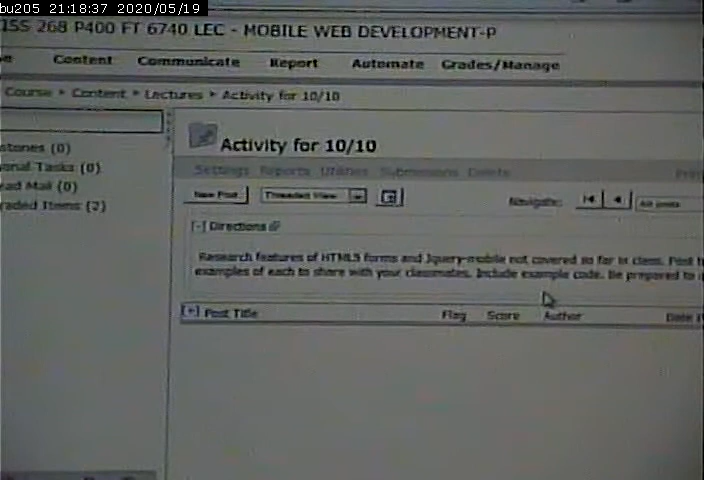 bu205 21:18:37 2020/05/19
ISS 268 P400 FT 6740 LEC - MOBILE WEB DEVELOPMENT-P
Content Communicate Report Automate Grades/Manage
Course Content Lectures Activity for 10/10
stones (0)
onal Tasks (0)
ead Mail (0)
raded Items (2)
Activity for 10/10
Settings Reports Utilities Submissions Delete
New Post Threaded View Navigate: All posts
[-] Directions
Research features of HTML5 forms and Jquery-mobile not covered so far in class. Post
examples of each to share with your classmates. Include example code. Be prepared to
[+] Post Title Flag Score Author Date